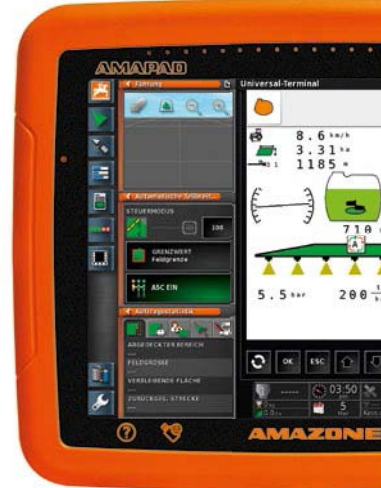 AMAPAD
Führung
Universal-Terminal
8.6 km/h
3.31 ha
1185 m
Automatische Teilbreit...
STEUERMODUS
100
710
GRENZWERT
Feldgrenze
A
ASC EIN
5.5 bar
200
Auftragsstatistik
ABGEDECKTER BEREICH
---
FELDGRÖSSE
---
VERBLEIBENDE FLÄCHE
---
ZURÜCKGEL. STRECKE
---
OK
ESC
03:50
5
AMAZONE